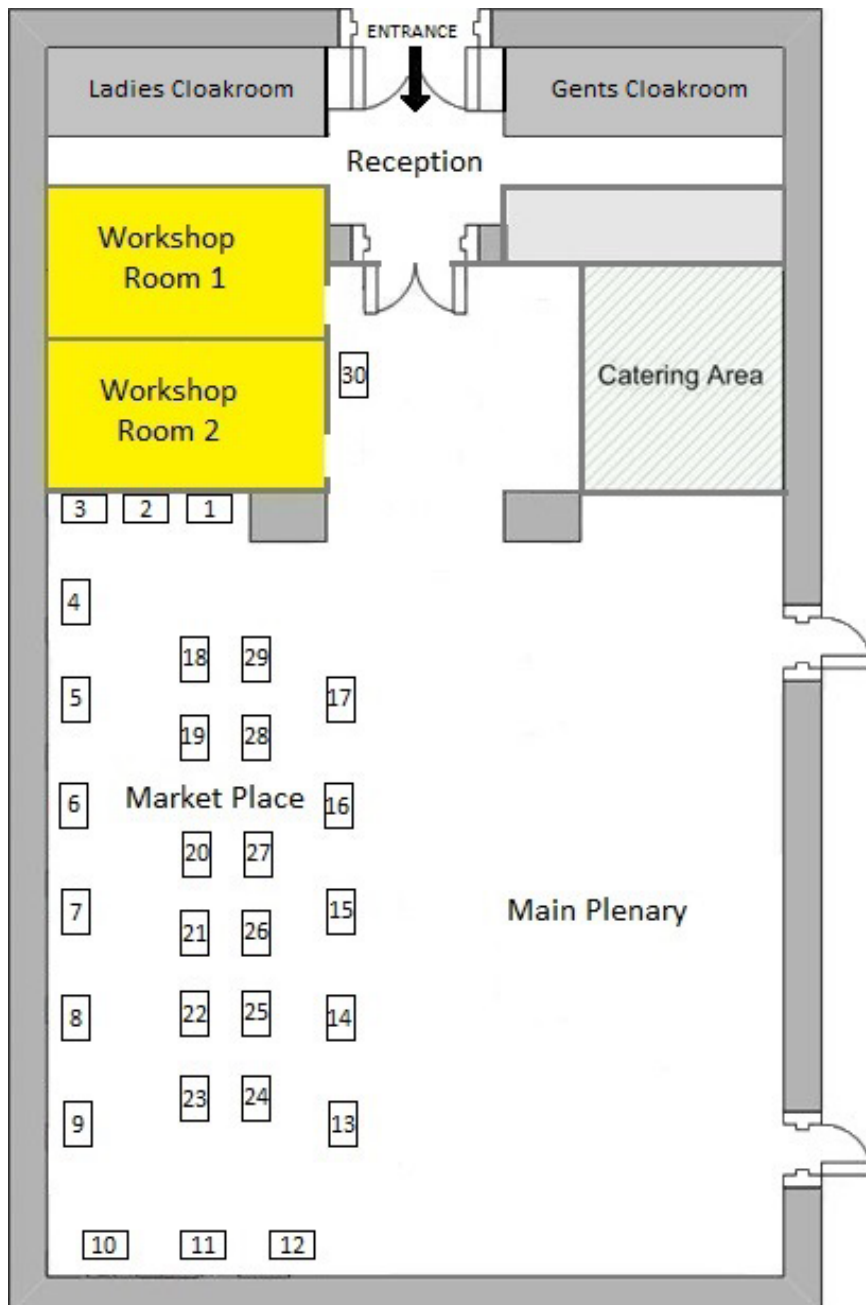 ENTRANCE
Ladies Cloakroom
Gents Cloakroom
Reception
Workshop
Room 1
30
Catering Area
Workshop
Room 2
3 2 1
4
18 29
5 17
19 28
6 Market Place 16
20 27
7 15
Main Plenary
21 26
22 25
8 14
23 24
9 13
10 11 12